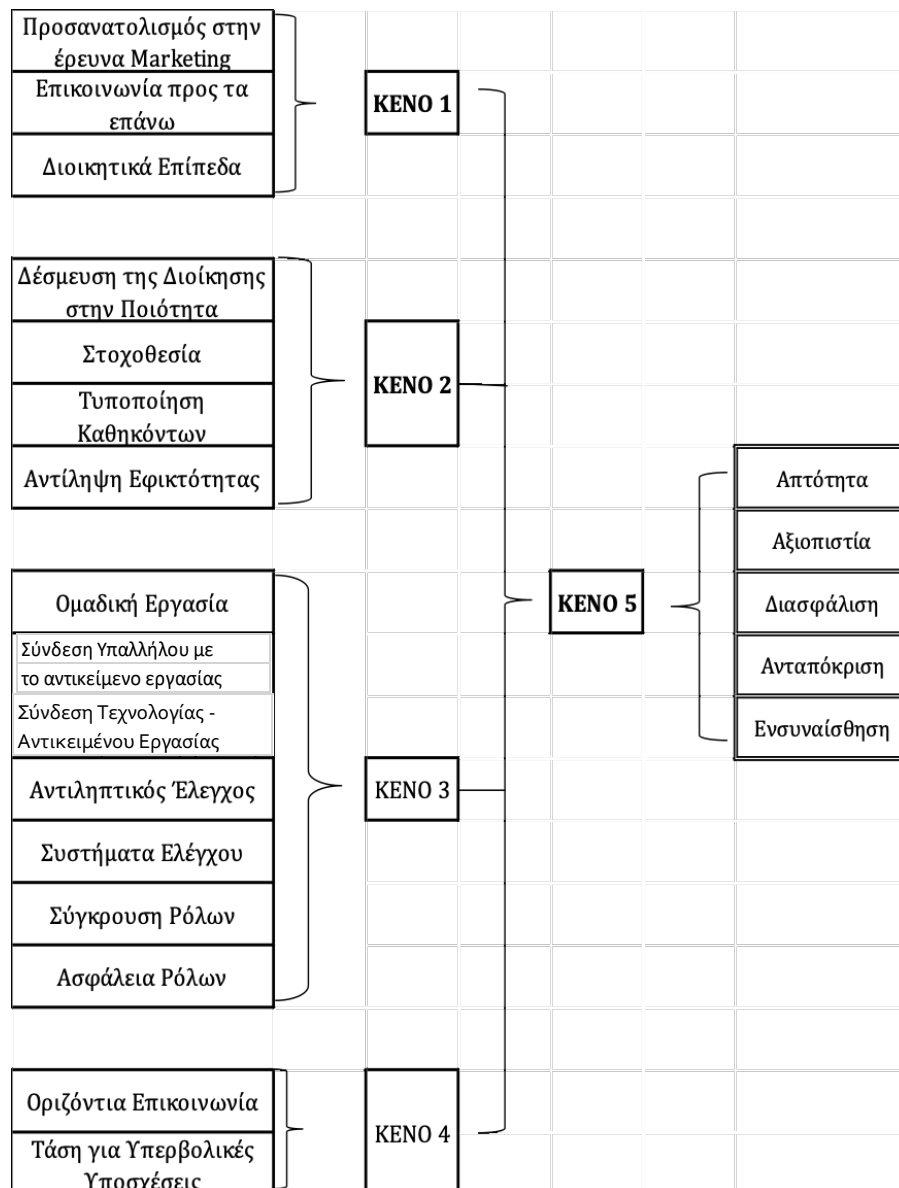 Προσανατολισμός στην
έρευνα Marketing
Επικοινωνία προς τα
επάνω
Διοικητικά Επίπεδα
ΚΕΝΟ 1
Δέσμευση της Διοίκησης
στην Ποιότητα
Στοχοθεσία
Τυποποίηση
Καθηκόντων
Αντίληψη Εφικτότητας
ΚΕΝΟ 2
Ομαδική Εργασία
Σύνδεση Υπαλλήλου με
το αντικείμενο εργασίας
Σύνδεση Τεχνολογίας -
Αντικειμένου Εργασίας
Αντιληπτικός Έλεγχος
Συστήματα Ελέγχου
Σύγκρουση Ρόλων
Ασφάλεια Ρόλων
ΚΕΝΟ 3
Οριζόντια Επικοινωνία
Τάση για Υπερβολικές
Υποσχέσεις
ΚΕΝΟ 4
ΚΕΝΟ 5
Απτότητα
Αξιοπιστία
Διασφάλιση
Ανταπόκριση
Ενσυναίσθηση